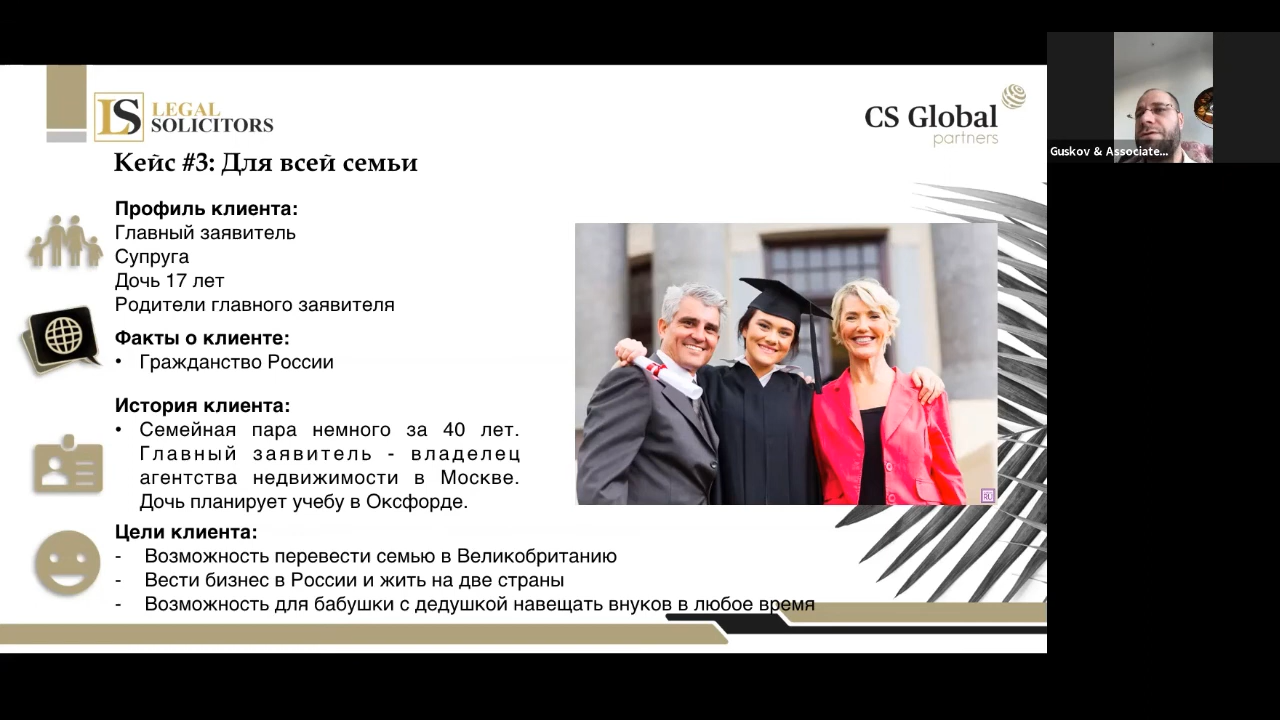 LEGAL
SOLICITORS
CS Global
partners
Кейс #3: Для всей семьи
Профиль клиента:
Главный заявитель
Супруга
Дочь 17 лет
Родители главного заявителя
Факты о клиенте:
• Гражданство России
История клиента:
• Семейная пара немного за 40 лет.
Главный заявитель - владелец
агентства недвижимости в Москве.
Дочь планирует учебу в Оксфорде.
Цели клиента:
- Возможность перевести семью в Великобританию
- Вести бизнес в России и жить на две страны
- Возможность для бабушки с дедушкой навещать внуков в любое время
LS
RU
Guskov & Associate...